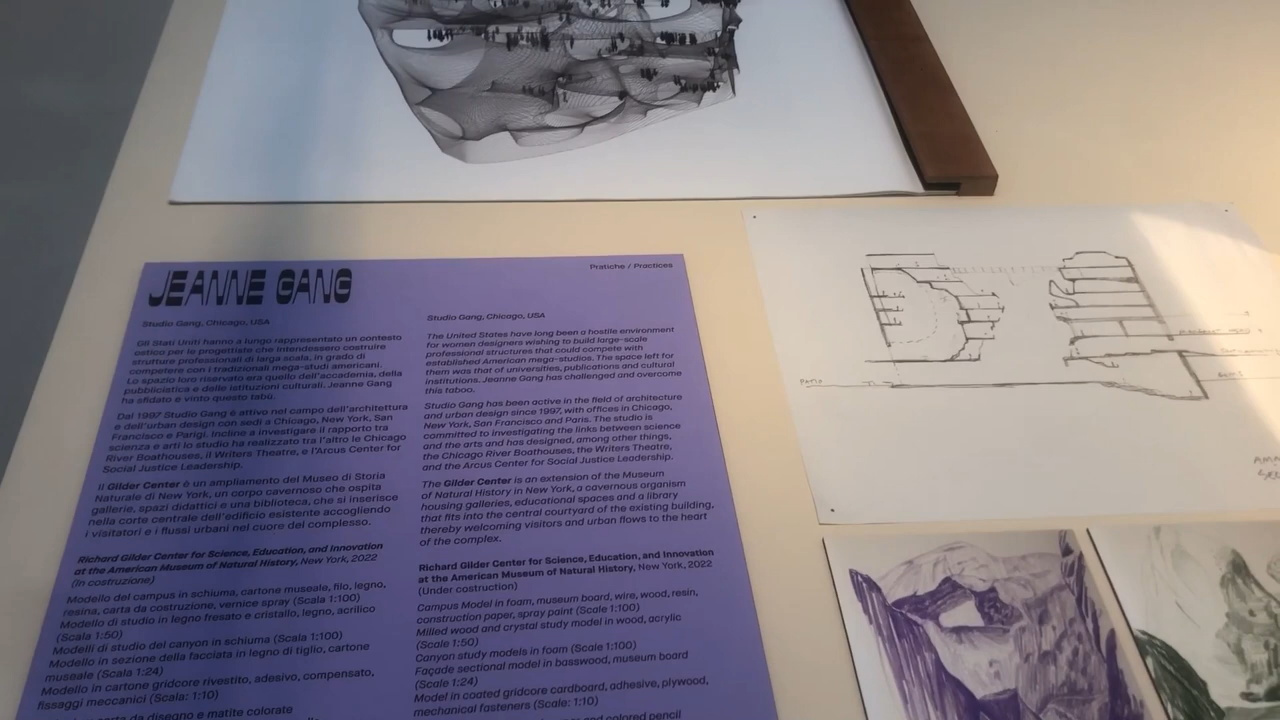 JEANNE GANG
Pratiche / Practices
Studio Gang, Chicago, USA
Gli Stati Uniti hanno a lungo rappresentato un contesto
ostico per le progettiste che intendessero costruire
strutture professionali di larga scala, in grado di
competere con i tradizionali mega-studi americani.
Lo spazio loro riservato era quello dell'accademia, della
pubblicistica e delle istituzioni culturali. Jeanne Gang
ha sfidato e vinto questo tabù.
Dal 1997 Studio Gang è attivo nel campo dell'architettura
e dell'urban design con sedi a Chicago, New York, San
Francisco e Parigi. Incline a investigare il rapporto tra
scienza e arti lo studio ha realizzato tra l'altro le Chicago
River Boathouses, il Writers Theatre, e l'Arcus Center for
Social Justice Leadership.
Il Gilder Center è un ampliamento del Museo di Storia
Naturale di New York, un corpo cavernoso che ospita
gallerie, spazi didattici e una biblioteca, che si inserisce
nella corte centrale dell'edificio esistente accogliendo
i visitatori e i flussi urbani nel cuore del complesso.
Richard Gilder Center for Science, Education, and Innovation
at the American Museum of Natural History, New York, 2022
(In costruzione)
Modello del campus in schiuma, cartone museale, filo, legno,
resina, carta da costruzione, vernice spray (Scala 1:100)
Modello di studio in legno fresato e cristallo, legno, acrilico
(Scala 1:50)
Modelli di studio del canyon in schiuma (Scala 1:100)
Modello in sezione della facciata in legno di tiglio, cartone
museale (Scala 1:24)
Modello in cartone gridcore rivestito, adesivo, compensato,
fissaggi meccanici (Scala: 1:10)
carta da disegno e matite colorate
Studio Gang, Chicago, USA
The United States have long been a hostile environment
for women designers wishing to build large-scale
professional structures that could compete with
established American mega-studios. The space left for
them was that of universities, publications and cultural
institutions. Jeanne Gang has challenged and overcome
this taboo.
Studio Gang has been active in the field of architecture
and urban design since 1997, with offices in Chicago,
New York, San Francisco and Paris. The studio is
committed to investigating the links between science
and the arts and has designed, among other things,
the Chicago River Boathouses, the Writers Theatre,
and the Arcus Center for Social Justice Leadership.
The Gilder Center is an extension of the Museum
of Natural History in New York, a cavernous organism
housing galleries, educational spaces and a library
that fits into the central courtyard of the existing building,
thereby welcoming visitors and urban flows to the heart
of the complex.
Richard Gilder Center for Science, Education, and Innovation
at the American Museum of Natural History, New York, 2022
(Under costruction)
Campus Model in foam, museum board, wire, wood, resin,
construction paper, spray paint (Scale 1:100)
Milled wood and crystal study model in wood, acrylic
(Scale 1:50)
Canyon study models in foam (Scale 1:100)
Façade sectional model in basswood, museum board
(Scale 1:24)
Model in coated gridcore cardboard, adhesive, plywood,
mechanical fasteners (Scale: 1:10)
and colored pencil
PATH